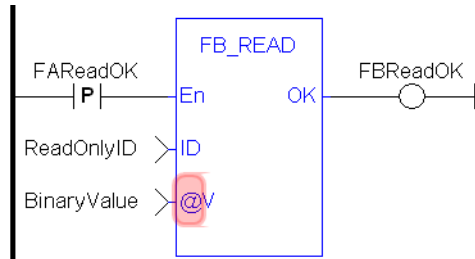 FB_READ
FAReadOK
FBReadOK
P
En
OK
ReadOnlyID
ID
BinaryValue
@V